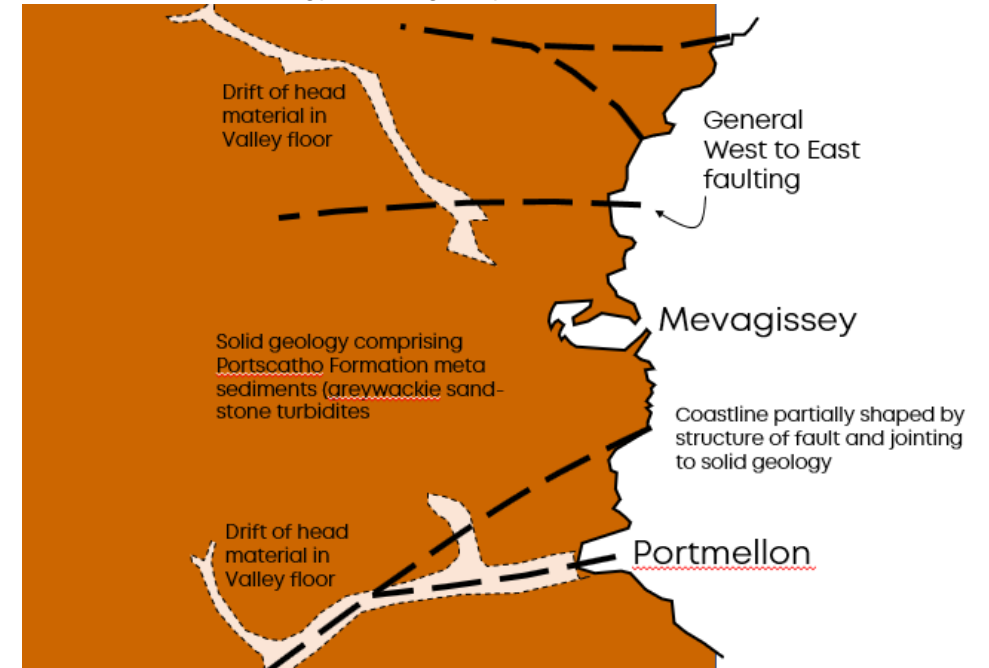 Drift of head
material in
Valley floor
General
West to East
faulting
Mevagissey
Solid geology comprising
Portscatho Formation meta
sediments (greywackie sand-
stone turbidites
Coastline partially shaped by
structure of fault and jointing
to solid geology
Drift of head
material in
Valley floor
Portmellon